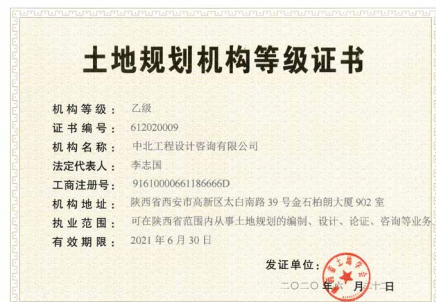 土地规划机构等级证书
机构等级：乙级
证书编号：612020009
机构名称：中北工程设计咨询有限公司
法定代表人：李志国
工商注册号：91610000661186666D
机构地址：陕西省西安市高新区太白南路39号金石柏朗大厦902室
执业范围：可在陕西省范围内从事土地规划的编制、设计、论证、咨询等业务
有效期限：2021年6月30日
发证单位：
二〇二〇年 月三十日